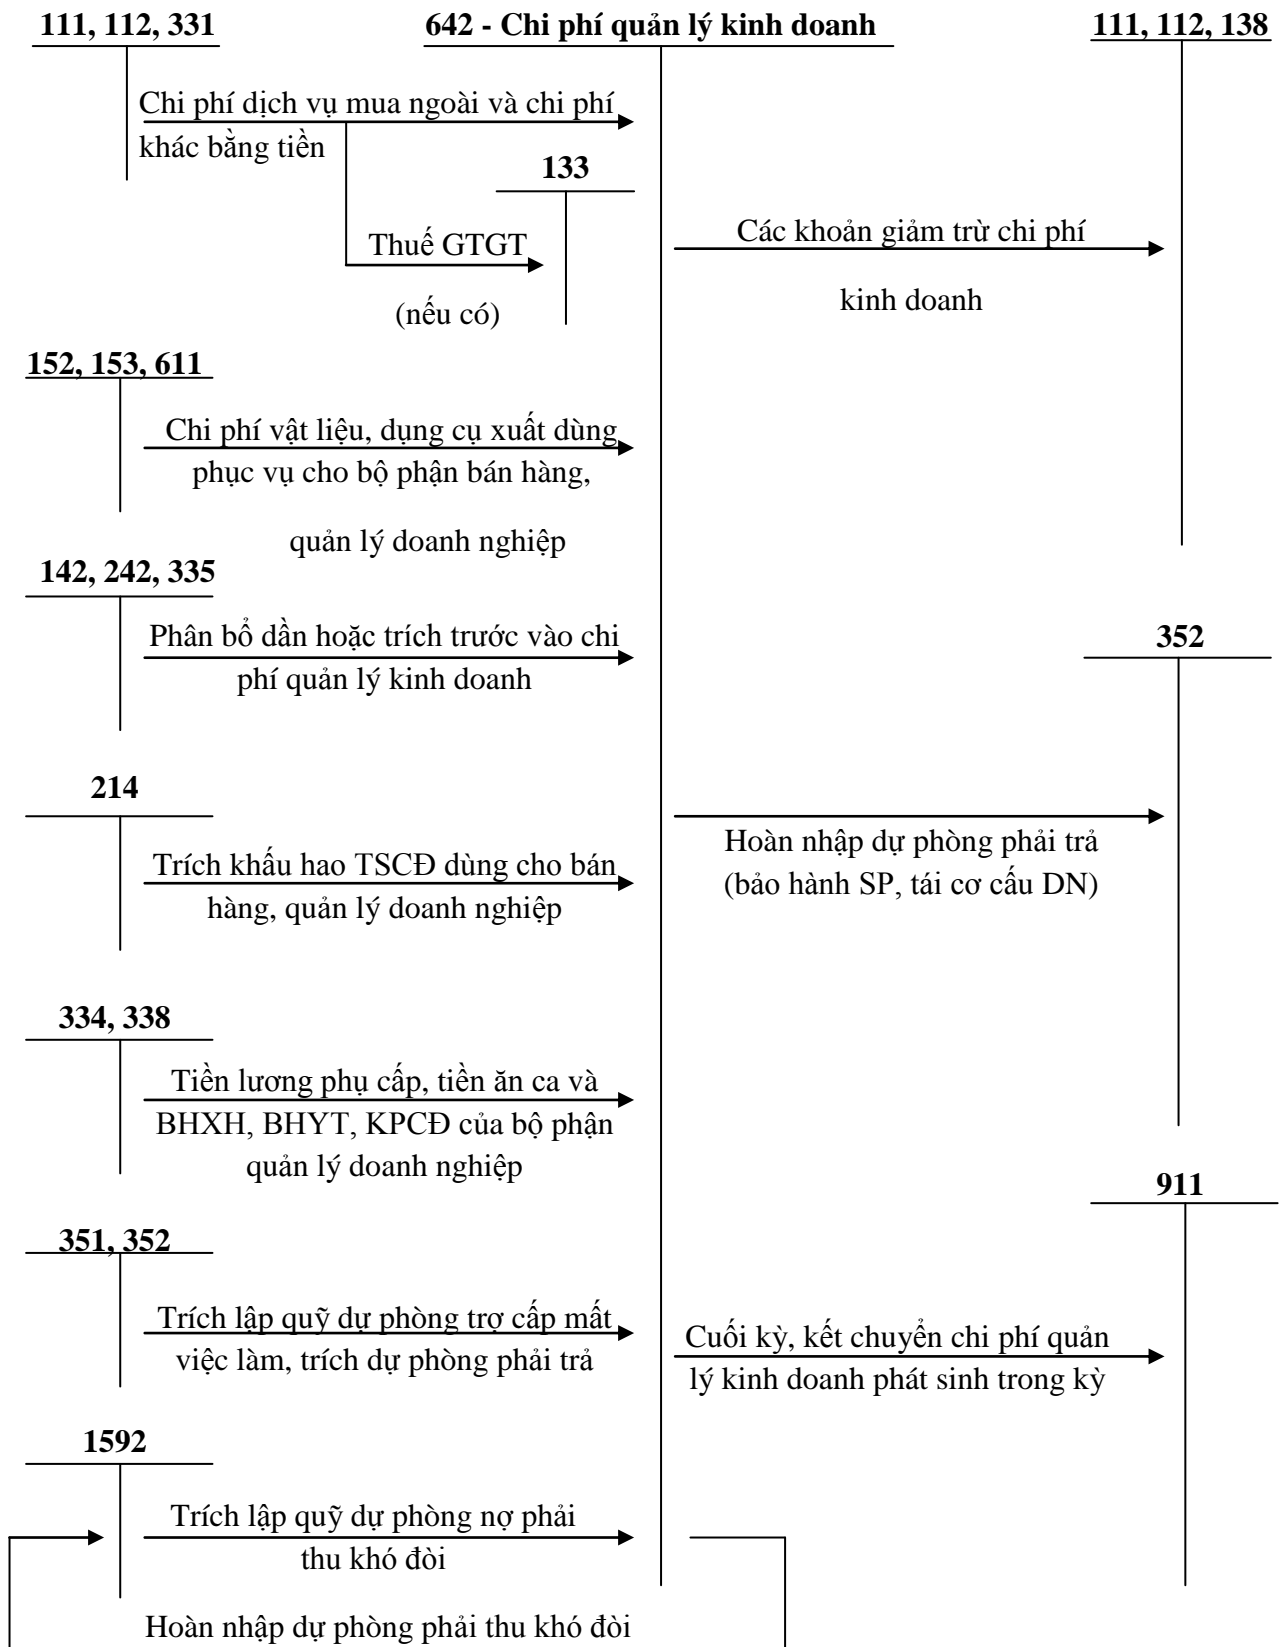 111, 112, 331
642 - Chi phí quản lý kinh doanh
111, 112, 138
Chi phí dịch vụ mua ngoài và chi phí
khác bằng tiền
133
Thuế GTGT
(nếu có)
Các khoản giảm trừ chi phí
kinh doanh
152, 153, 611
Chi phí vật liệu, dụng cụ xuất dùng
phục vụ cho bộ phận bán hàng,
quản lý doanh nghiệp
142, 242, 335
Phân bổ dần hoặc trích trước vào chi
phí quản lý kinh doanh
352
214
Trích khấu hao TSCĐ dùng cho bán
hàng, quản lý doanh nghiệp
Hoàn nhập dự phòng phải trả
(bảo hành SP, tái cơ cấu DN)
334, 338
Tiền lương phụ cấp, tiền ăn ca và
BHXH, BHYT, KPCĐ của bộ phận
quản lý doanh nghiệp
911
351, 352
Trích lập quỹ dự phòng trợ cấp mất
việc làm, trích dự phòng phải trả
Cuối kỳ, kết chuyển chi phí quản
lý kinh doanh phát sinh trong kỳ
1592
Trích lập quỹ dự phòng nợ phải
thu khó đòi
Hoàn nhập dự phòng phải thu khó đòi